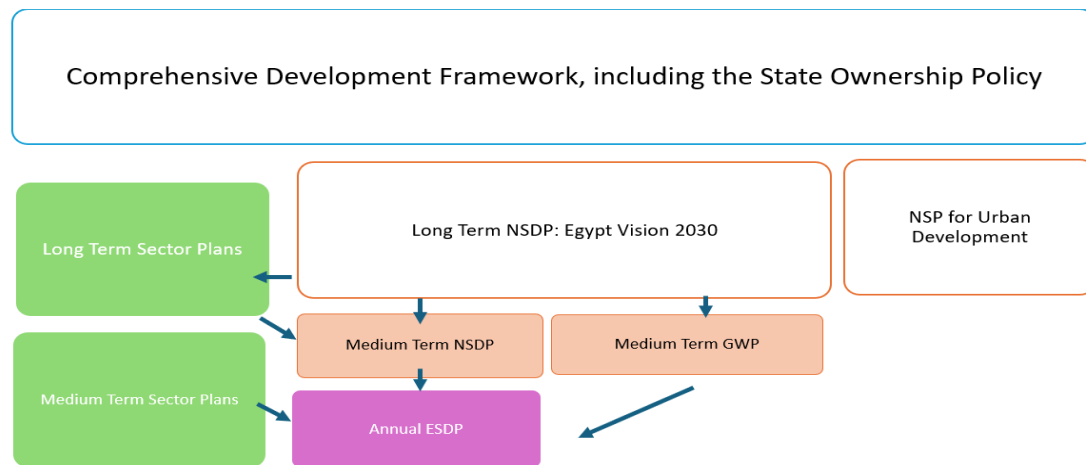 Comprehensive Development Framework, including the State Ownership Policy
Long Term Sector Plans
Long Term NSDP: Egypt Vision 2030
NSP for Urban
Development
Medium Term NSDP
Medium Term GWP
Medium Term Sector Plans
Annual ESDP